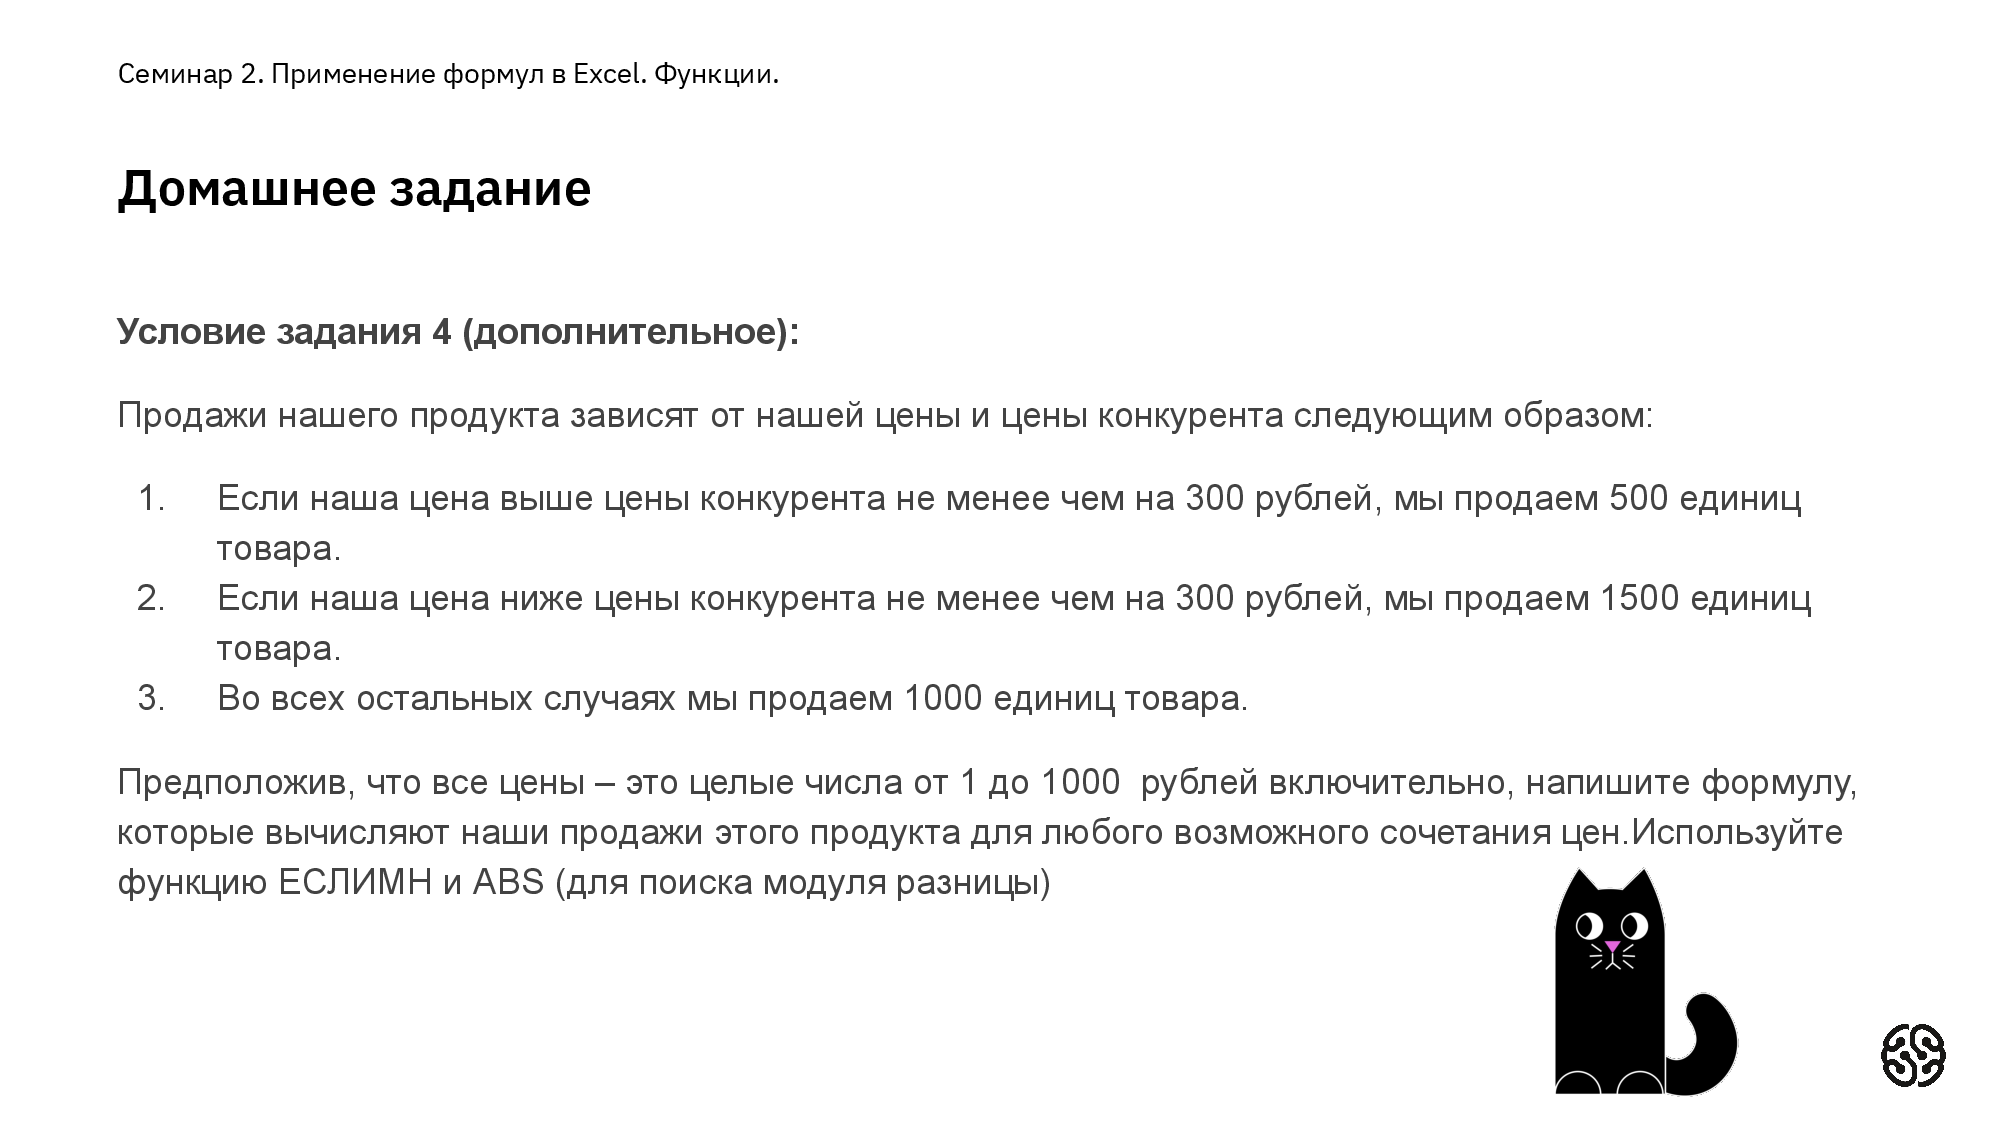 Семинар 2. Применение формул в Excel. Функции.
Домашнее задание
Условие задания 4 (дополнительное):
Продажи нашего продукта зависят от нашей цены и цены конкурента следующим образом:
1. Если наша цена выше цены конкурента не менее чем на 300 рублей, мы продаем 500 единиц
товара.
2. Если наша цена ниже цены конкурента не менее чем на 300 рублей, мы продаем 1500 единиц
товара.
3. Во всех остальных случаях мы продаем 1000 единиц товара.
Предположив, что все цены – это целые числа от 1 до 1000  рублей включительно, напишите формулу,
которые вычисляют наши продажи этого продукта для любого возможного сочетания цен.Используйте
функцию ЕСЛИМН и ABS (для поиска модуля разницы)